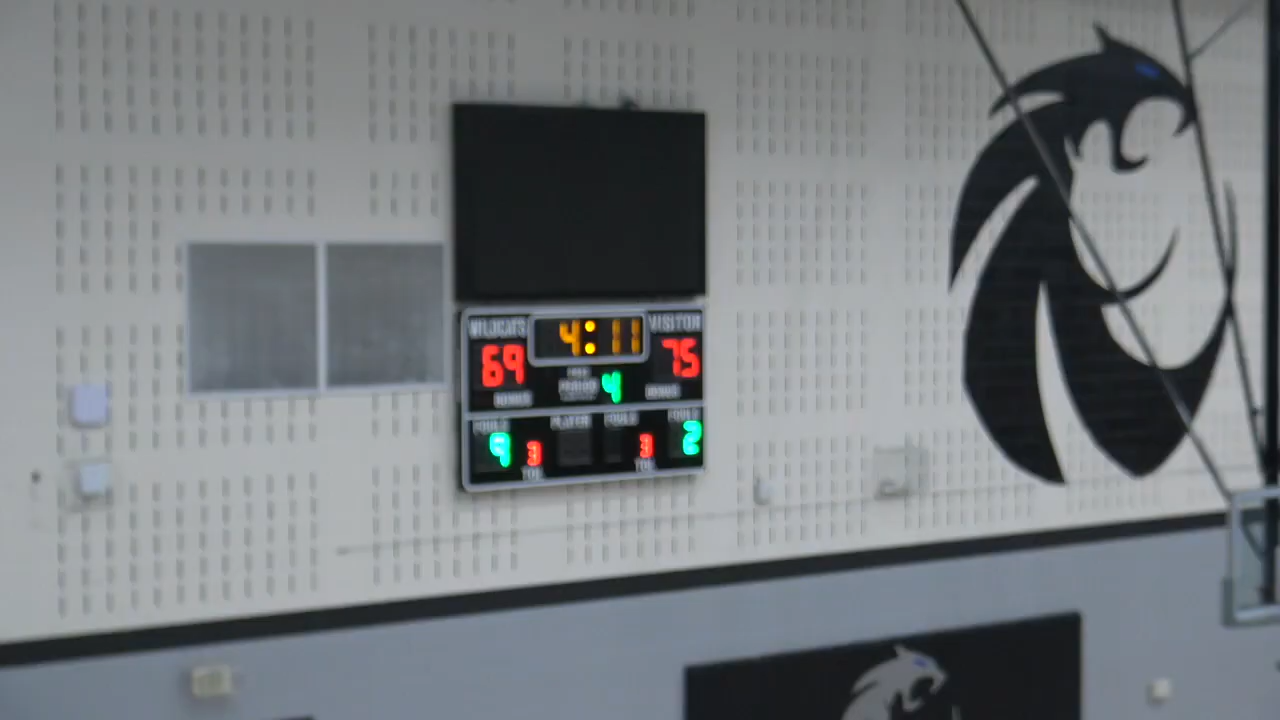 WILDCATS 4:11 VISITOR
69 75
PERIOD 4
BONUS BONUS
FOULS PLAYER FOULS FOULS
9 3 3 2
TOL TOL